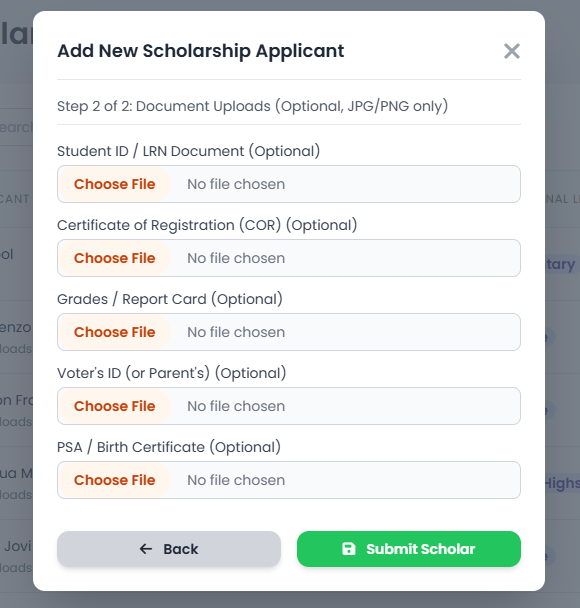 Add New Scholarship Applicant
Step 2 of 2: Document Uploads (Optional, JPG/PNG only)
Student ID / LRN Document (Optional)
Choose File No file chosen
Certificate of Registration (COR) (Optional)
Choose File No file chosen
Grades / Report Card (Optional)
Choose File No file chosen
Voter's ID (or Parent's) (Optional)
Choose File No file chosen
PSA / Birth Certificate (Optional)
Choose File No file chosen
Back
Submit Scholar